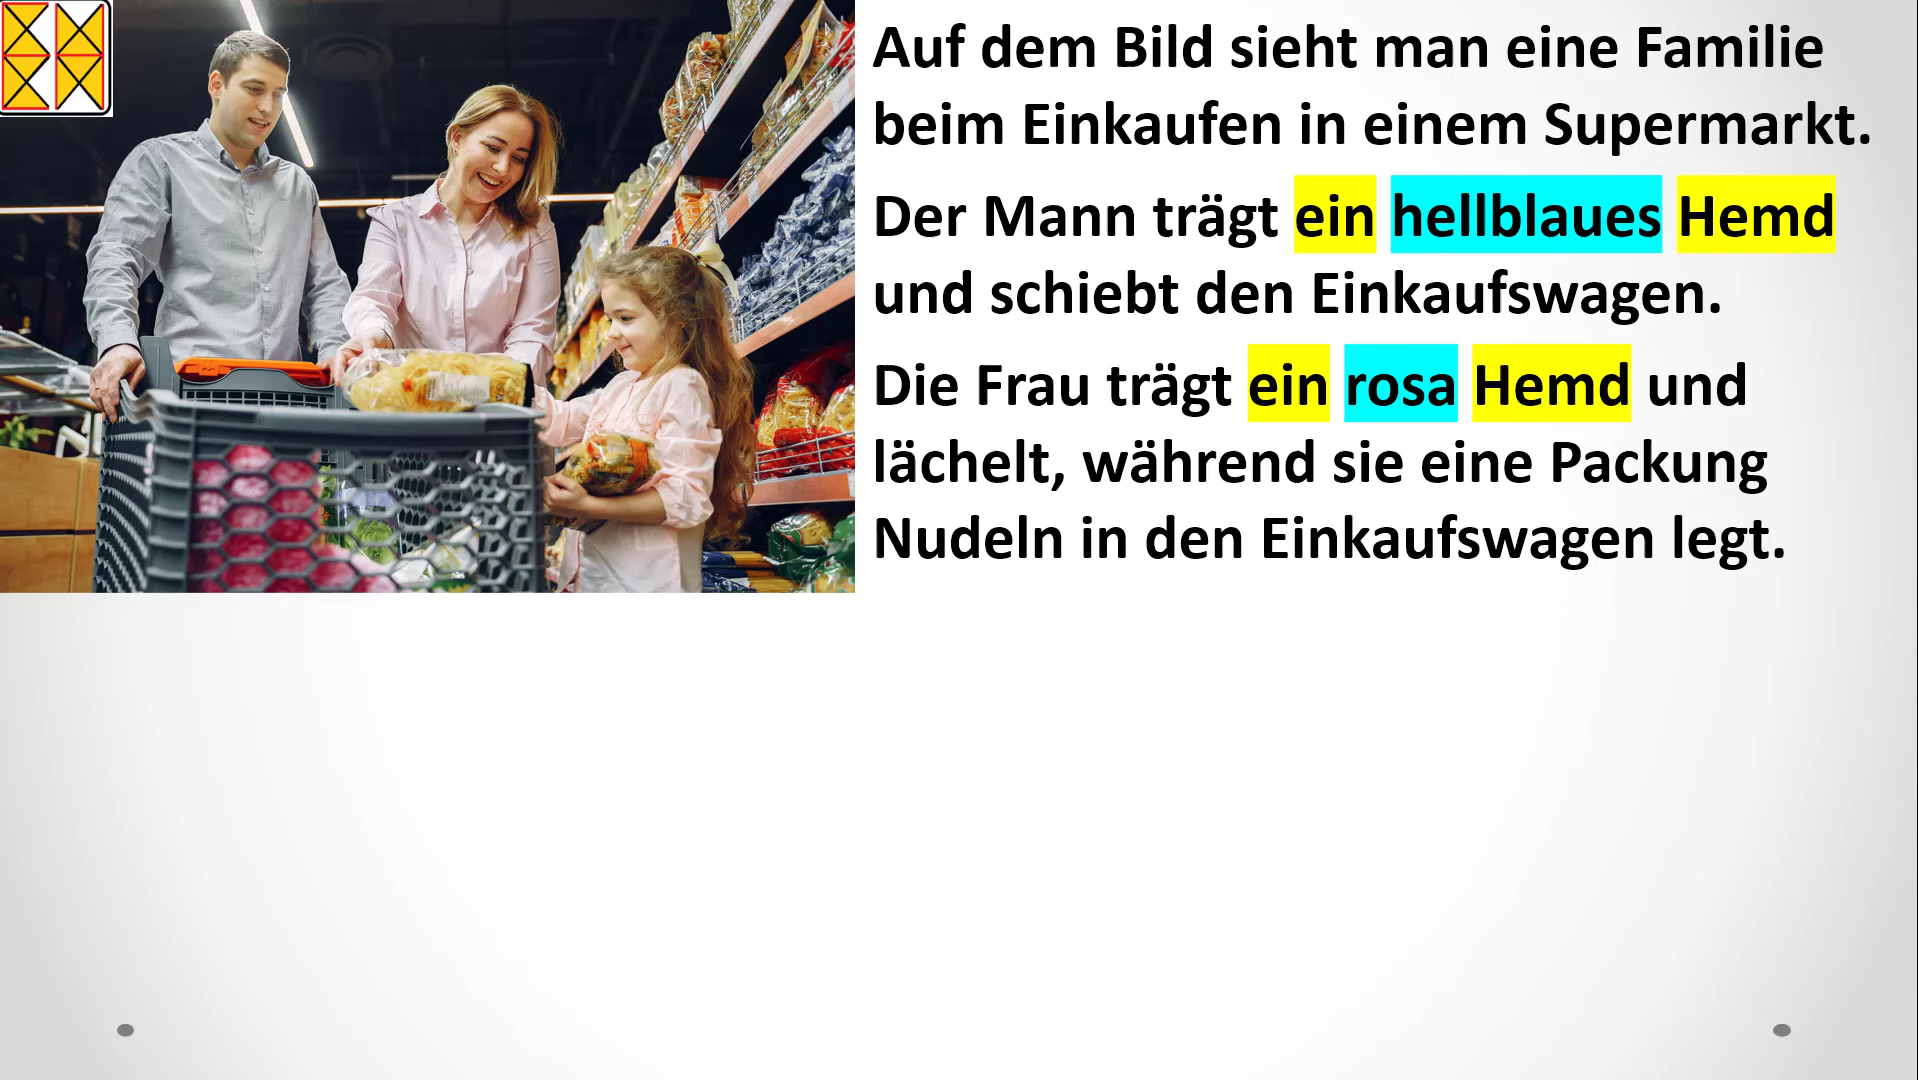 Auf dem Bild sieht man eine Familie
beim Einkaufen in einem Supermarkt.
Der Mann trägt ein hellblaues Hemd
und schiebt den Einkaufswagen.
Die Frau trägt ein rosa Hemd und
lächelt, während sie eine Packung
Nudeln in den Einkaufswagen legt.